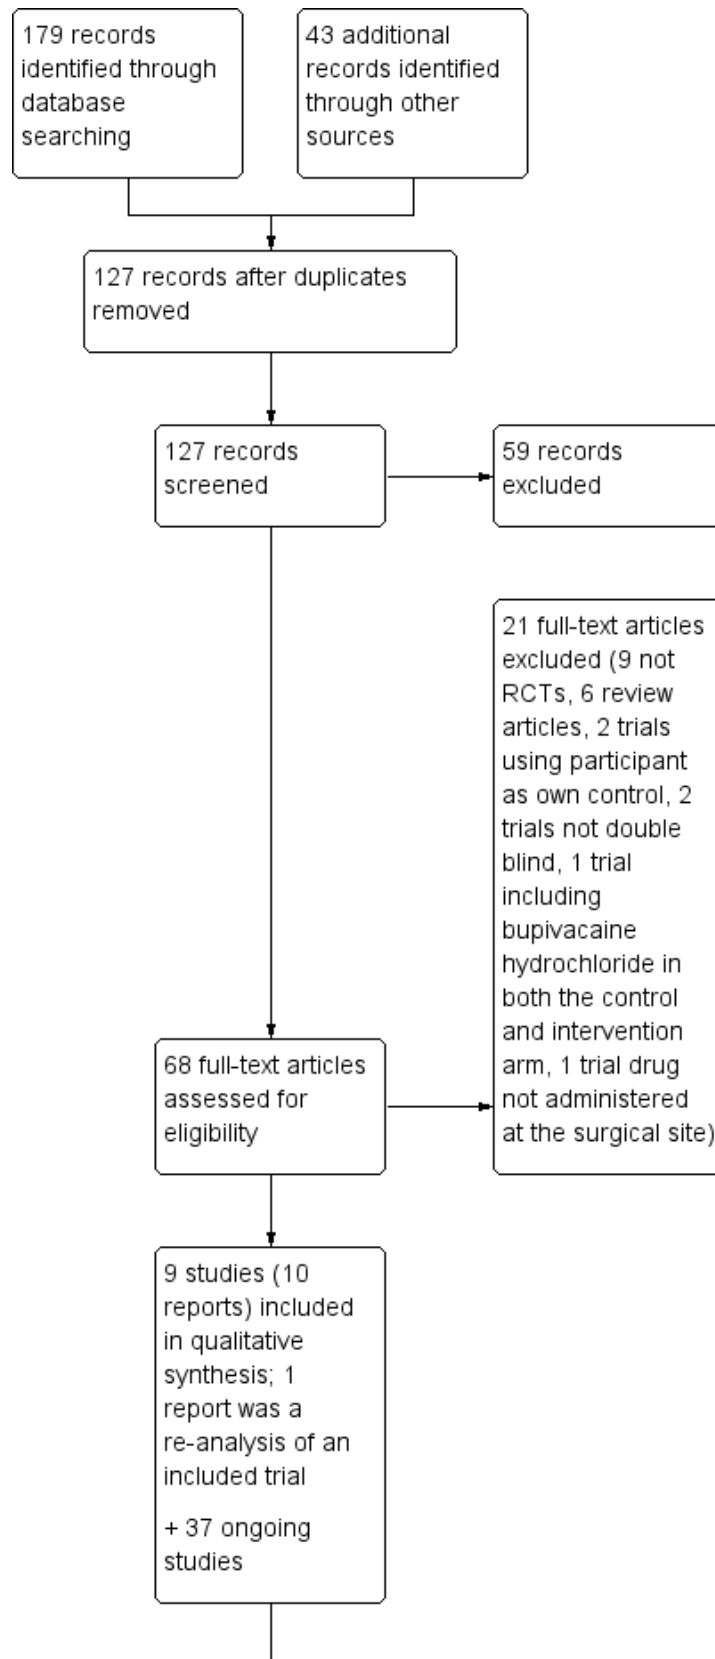 179 records
identified through
database
searching
43 additional
records identified
through other
sources
127 records after duplicates
removed
127 records
screened
59 records
excluded
21 full-text articles
excluded (9 not
RCTs, 6 review
articles, 2 trials
using participant
as own control, 2
trials not double
blind, 1 trial
including
bupivacaine
hydrochloride in
both the control
and intervention
arm, 1 trial drug
not administered
at the surgical site)
68 full-text articles
assessed for
eligibility
9 studies (10
reports) included
in qualitative
synthesis; 1
report was a
re-analysis of an
included trial
+ 37 ongoing
studies